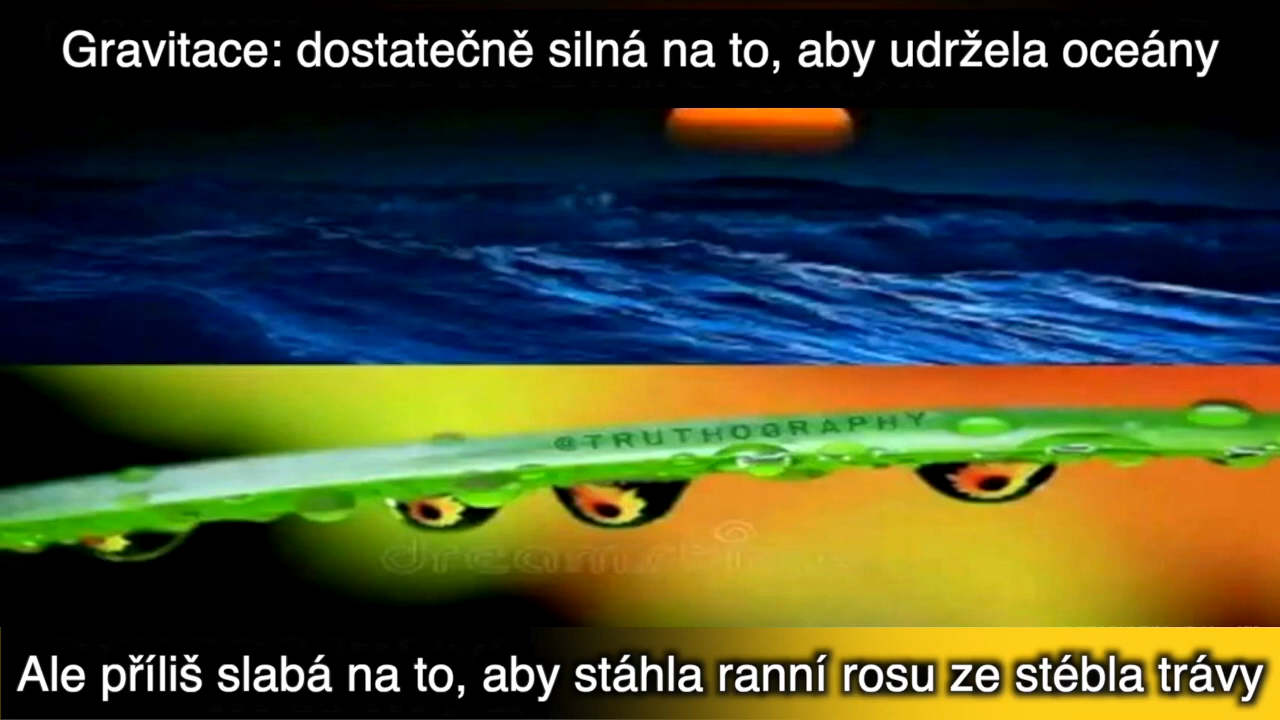 Gravitace: dostatečně silná na to, aby udržela oceány
@TRUTHOGRAPHY
Ale příliš slabá na to, aby stáhla ranní rosu ze stébla trávy